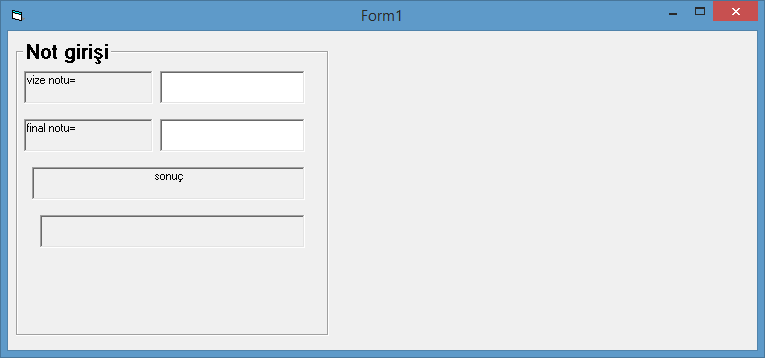 Form1
Not girişi
vize notu=
final notu=
sonuç